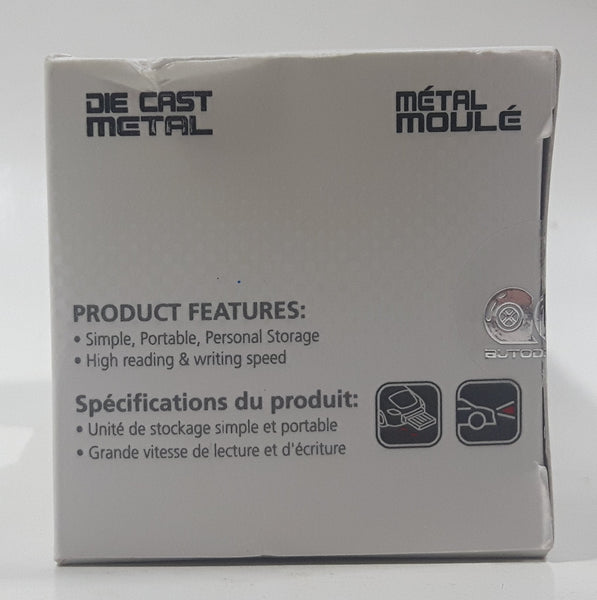 DIE CAST
METAL
MÉTAL
MOULÉ
PRODUCT FEATURES:
• Simple, Portable, Personal Storage
• High reading & writing speed
AUTOD
Spécifications du produit:
• Unité de stockage simple et portable
• Grande vitesse de lecture et d'écriture